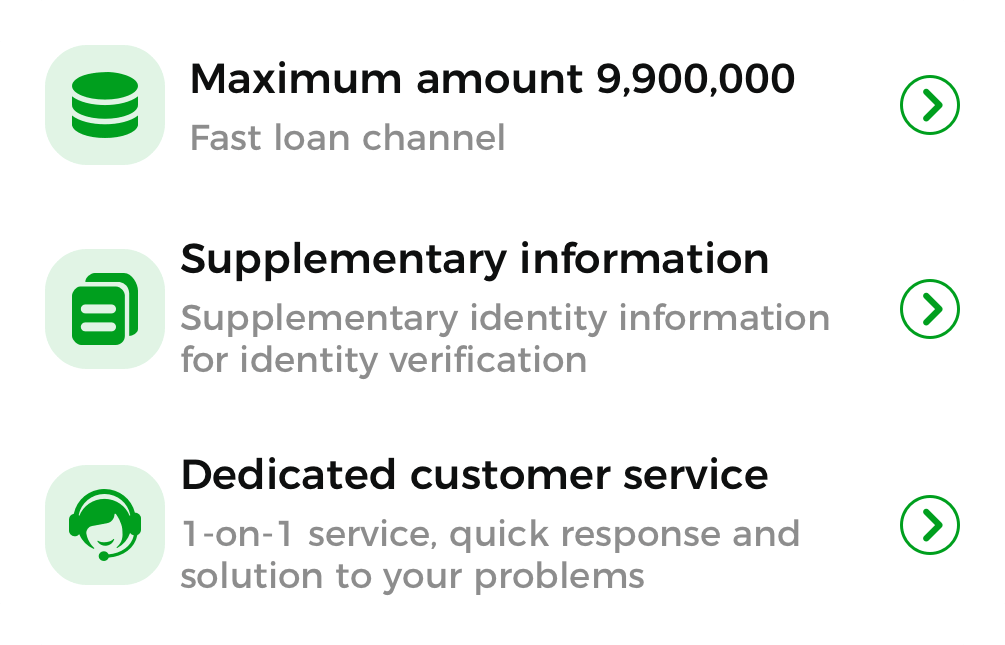 Maximum amount 9,900,000
Fast loan channel
Supplementary information
Supplementary identity information
for identity verification
Dedicated customer service
1-on-1 service, quick response and
solution to your problems